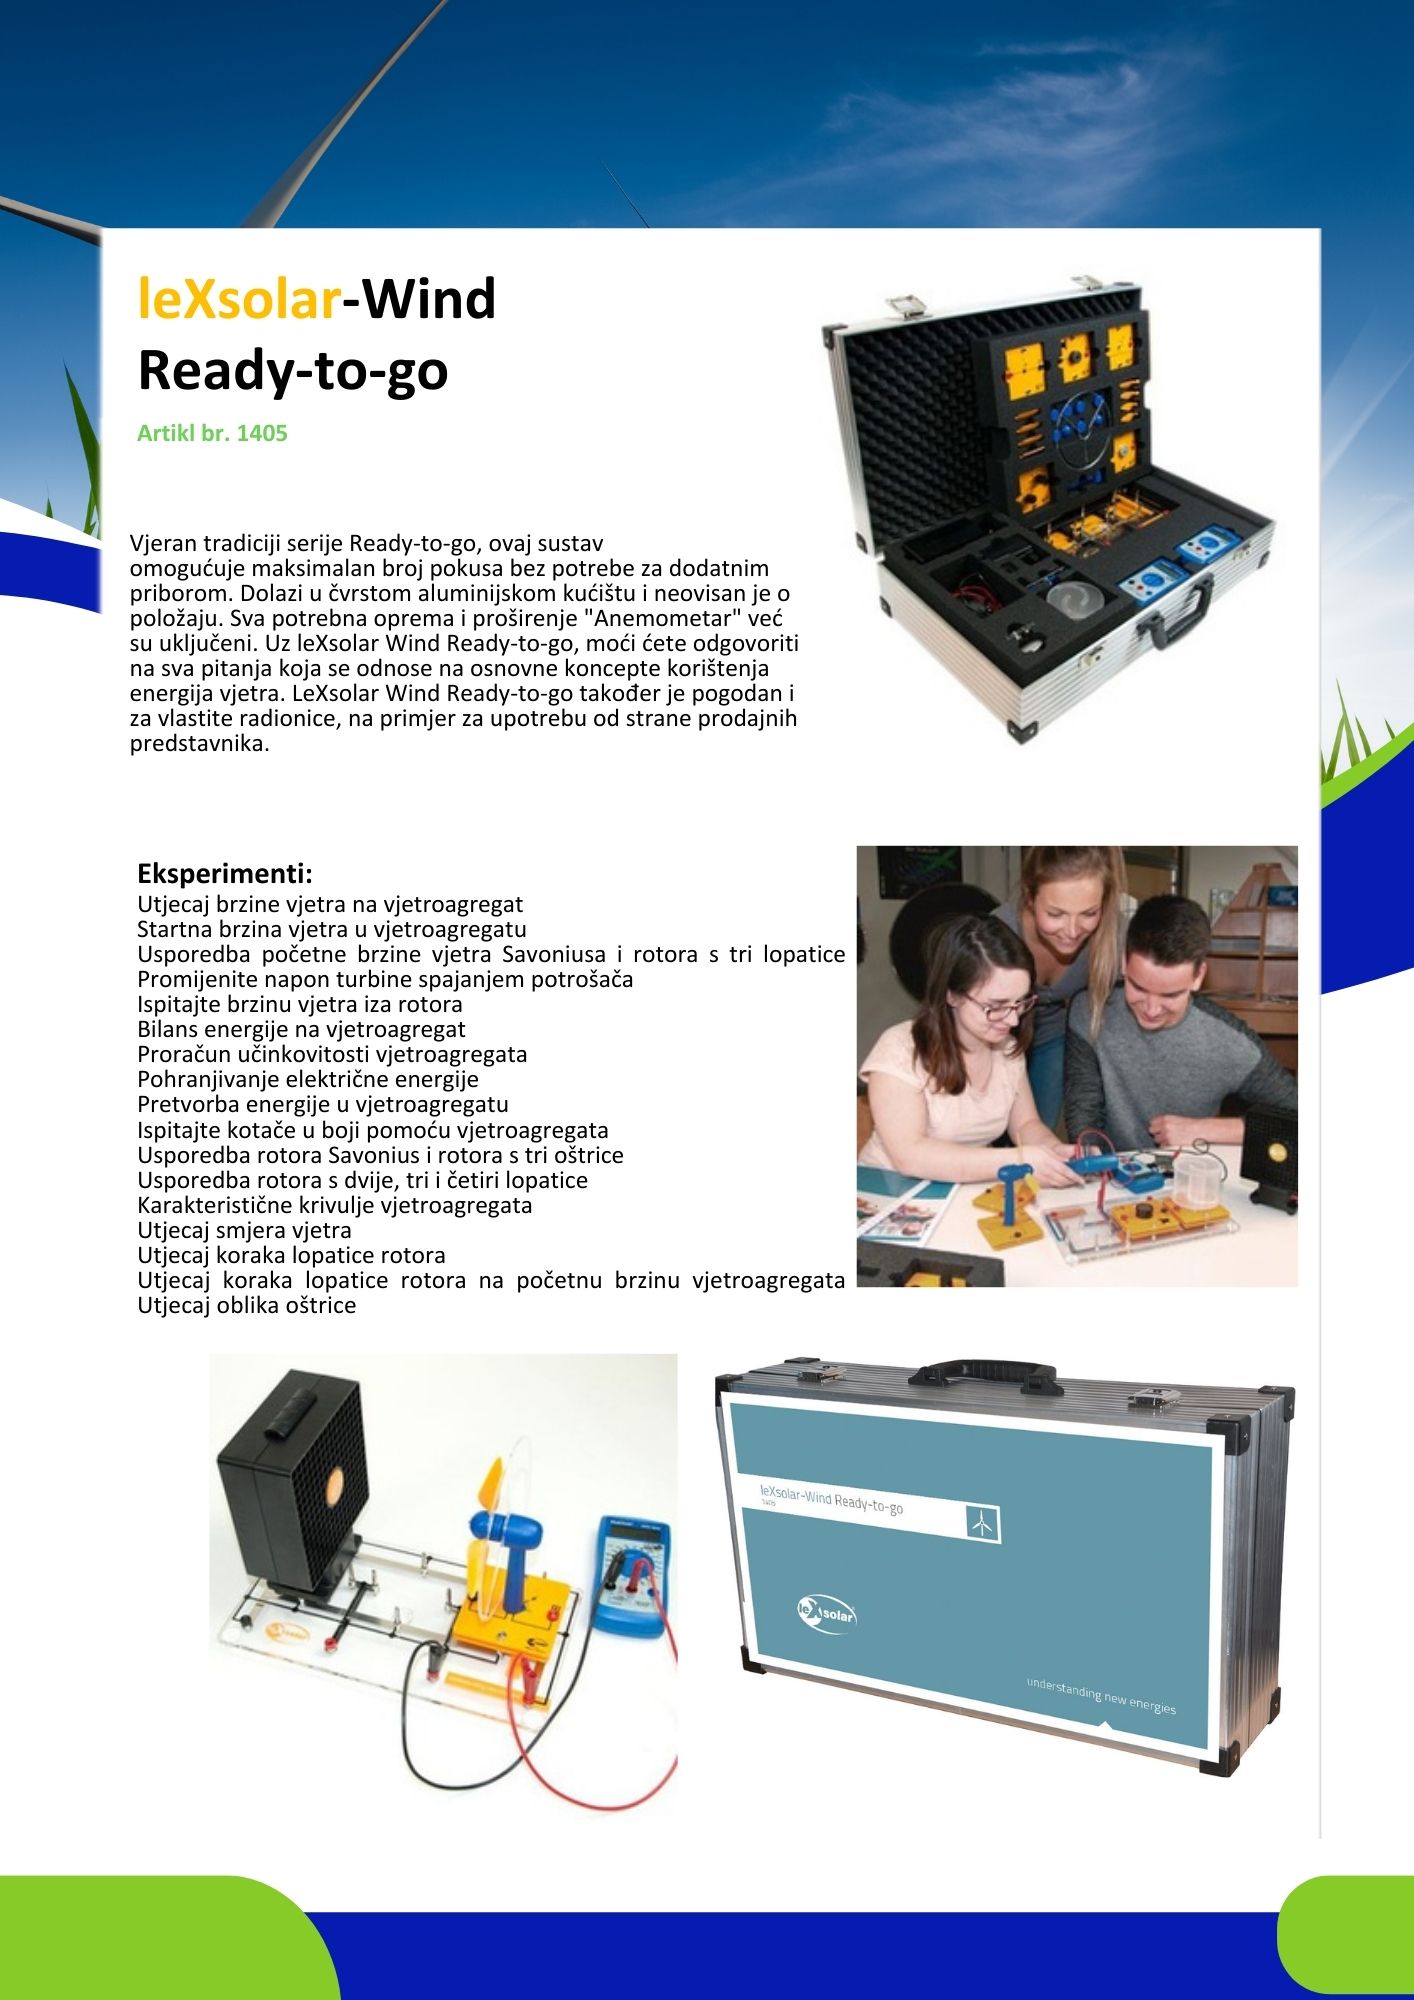 leXsolar-Wind
Ready-to-go
Artikl br. 1405
Vjeran tradiciji serije Ready-to-go, ovaj sustav
omogućuje maksimalan broj pokusa bez potrebe za dodatnim
priborom. Dolazi u čvrstom aluminijskom kućištu i neovisan je o
položaju. Sva potrebna oprema i proširenje "Anemometar" već
su uključeni. Uz leXsolar Wind Ready-to-go, moći ćete odgovoriti
na sva pitanja koja se odnose na osnovne koncepte korištenja
energija vjetra. LeXsolar Wind Ready-to-go također je pogodan i
za vlastite radionice, na primjer za upotrebu od strane prodajnih
predstavnika.
Eksperimenti:
Utjecaj brzine vjetra na vjetroagregat
Startna brzina vjetra u vjetroagregatu
Usporedba početne brzine vjetra Savoniusa i rotora s tri lopatice
Promijenite napon turbine spajanjem potrošača
Ispitajte brzinu vjetra iza rotora
Bilans energije na vjetroagregat
Proračun učinkovitosti vjetroagregata
Pohranjivanje električne energije
Pretvorba energije u vjetroagregatu
Ispitajte kotače u boji pomoću vjetroagregata
Usporedba rotora Savonius i rotora s tri oštrice
Usporedba rotora s dvije, tri i četiri lopatice
Karakteristične krivulje vjetroagregata
Utjecaj smjera vjetra
Utjecaj koraka lopatice rotora
Utjecaj koraka lopatice rotora na početnu brzinu vjetroagregata
Utjecaj oblika oštrice
leXsolar-Wind Ready-to-go
1405
leXsolar
understanding new energies